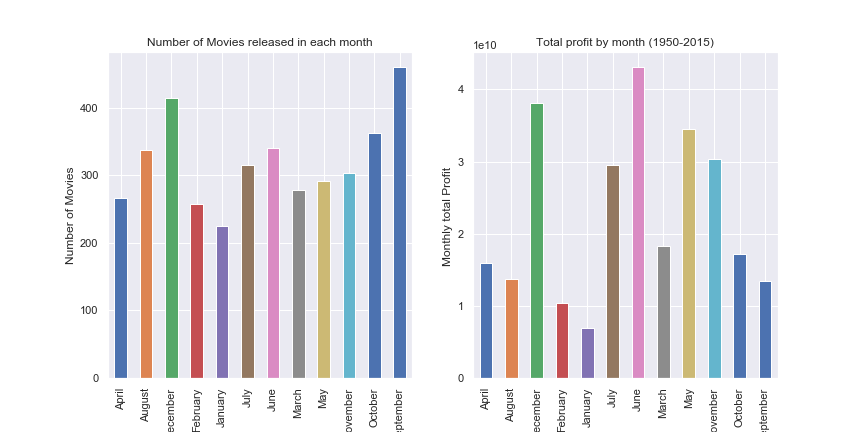 Number of Movies released in each month
Number of Movies
400
300
200
100
0
April
August
ecember
February
January
July
June
March
May
ovember
October
eptember
Total profit by month (1950-2015)
1e10
Monthly total Profit
4
3
2
1
0
April
August
ecember
February
January
July
June
March
May
ovember
October
eptember